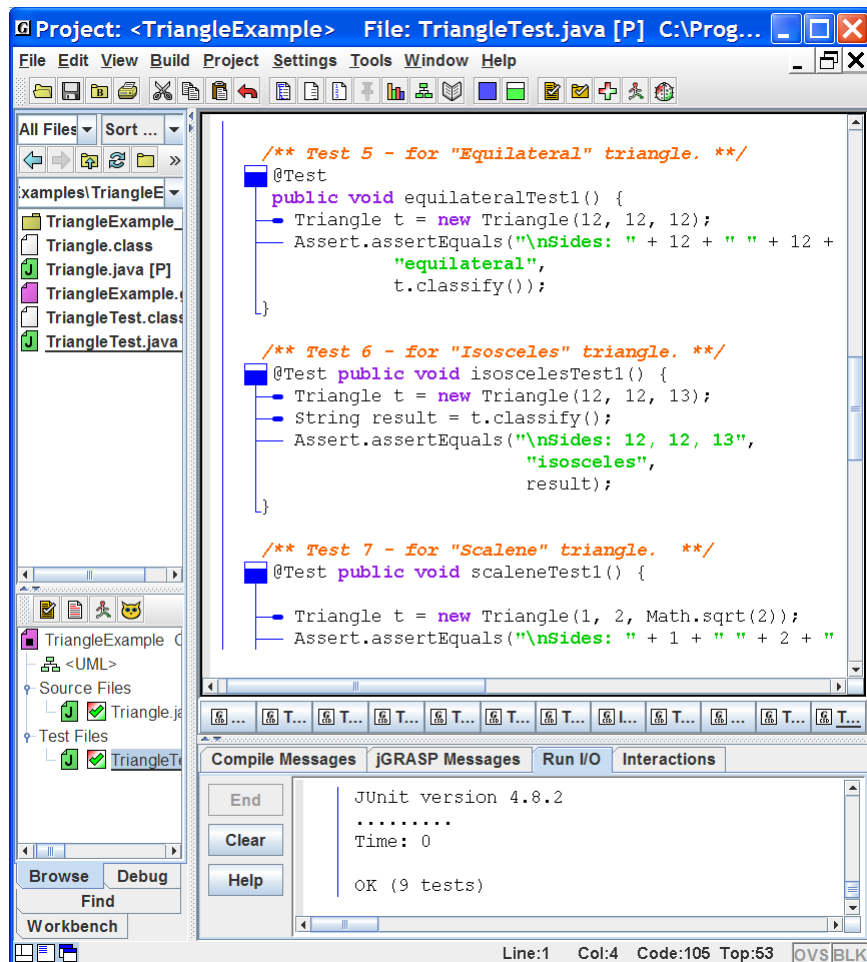 Project: <TriangleExample> File: TriangleTest.java [P] C:\Prog...
File Edit View Build Project Settings Tools Window Help
All Files Sort ...
xamples\TriangleE
TriangleExample_
Triangle.class
Triangle.java [P]
TriangleExample.g
TriangleTest.class
TriangleTest.java
/** Test 5 - for "Equilateral" triangle. **/
@Test
public void equilateralTest1() {
Triangle t = new Triangle(12, 12, 12);
Assert.assertEquals("\nSides: " + 12 + " " + 12 +
"equilateral",
t.classify());
}
/** Test 6 - for "Isosceles" triangle. **/
@Test public void isoscelesTest1() {
Triangle t = new Triangle(12, 12, 13);
String result = t.classify();
Assert.assertEquals("\nSides: 12, 12, 13",
"isosceles",
result);
}
/** Test 7 - for "Scalene" triangle. **/
@Test public void scaleneTest1() {
Triangle t = new Triangle(1, 2, Math.sqrt(2));
Assert.assertEquals("\nSides: " + 1 + " " + 2 + "
TriangleExample
<UML>
Source Files
Triangle.ja
Test Files
TriangleTe
Browse Debug
Find
Workbench
... T... T... T... T... T... T... I... T... ... T... T...
Compile Messages jGRASP Messages Run I/O Interactions
End
Clear
Help
JUnit version 4.8.2
.........
Time: 0
OK (9 tests)
Line:1 Col:4 Code:105 Top:53 OVS BLK